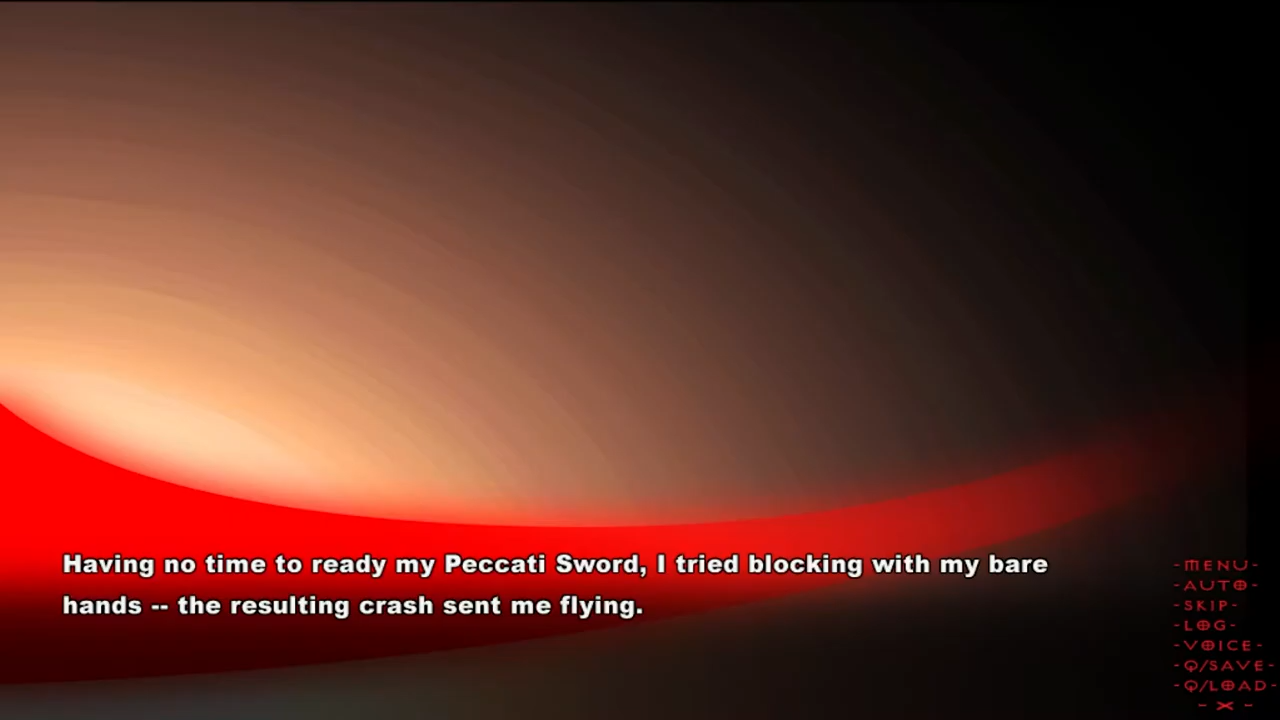 Having no time to ready my Peccati Sword, I tried blocking with my bare
hands -- the resulting crash sent me flying.
-MENU-
-AUTO-
-SKIP-
-LOG-
-VOICE-
-Q/SAVE-
-Q/LOAD-
-X-